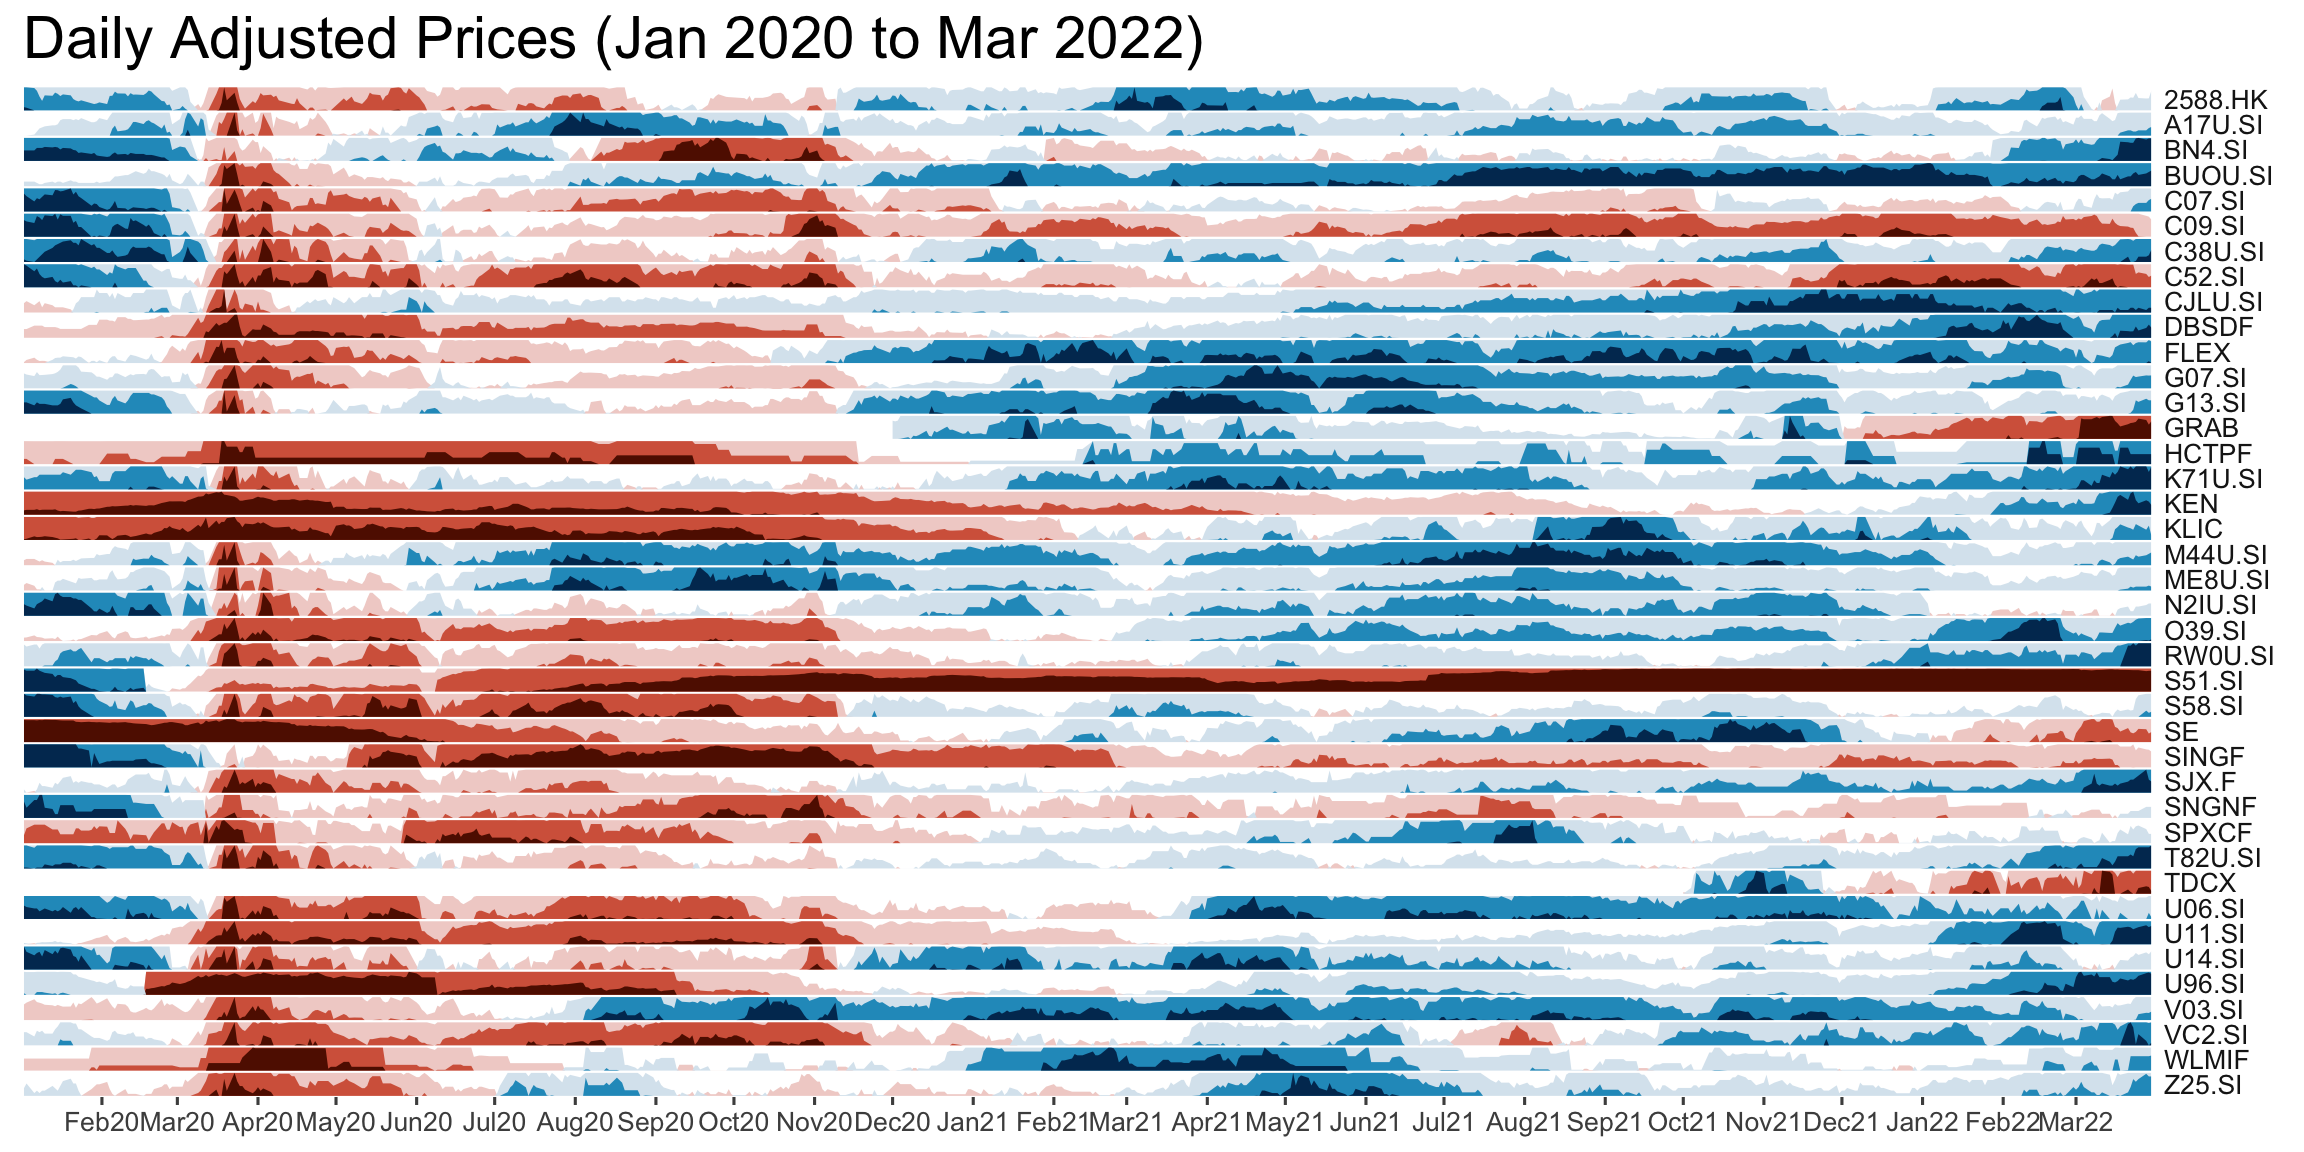 Daily Adjusted Prices (Jan 2020 to Mar 2022)
2588.HK
A17U.SI
BN4.SI
BUOU.SI
C07.SI
C09.SI
C38U.SI
C52.SI
CJLU.SI
DBSDF
FLEX
G07.SI
G13.SI
GRAB
HCTPF
K71U.SI
KEN
KLIC
M44U.SI
ME8U.SI
N2IU.SI
O39.SI
RW0U.SI
S51.SI
S58.SI
SE
SINGF
SJX.F
SNGNF
SPXCF
T82U.SI
TDCX
U06.SI
U11.SI
U14.SI
U96.SI
V03.SI
VC2.SI
WLMIF
Z25.SI
Feb20 Mar20 Apr20 May20 Jun20 Jul20 Aug20 Sep20 Oct20 Nov20 Dec20 Jan21 Feb21 Mar21 Apr21 May21 Jun21 Jul21 Aug21 Sep21 Oct21 Nov21 Dec21 Jan22 Feb22 Mar22